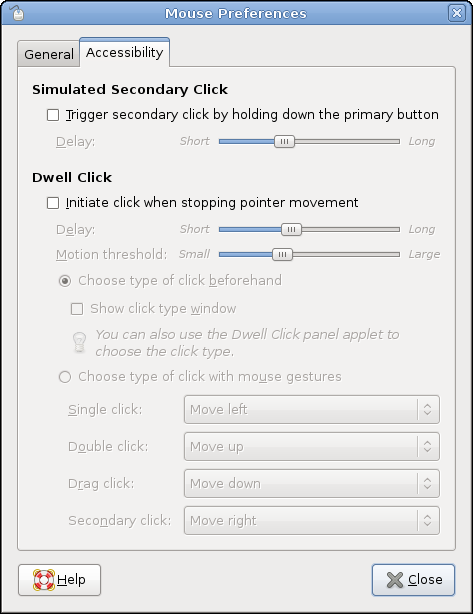 Mouse Preferences
General
Accessibility
Simulated Secondary Click
Trigger secondary click by holding down the primary button
Delay: Short Long
Dwell Click
Initiate click when stopping pointer movement
Delay: Short Long
Motion threshold: Small Large
Choose type of click beforehand
Show click type window
You can also use the Dwell Click panel applet to
choose the click type.
Choose type of click with mouse gestures
Single click: Move left
Double click: Move up
Drag click: Move down
Secondary click: Move right
Help
Close